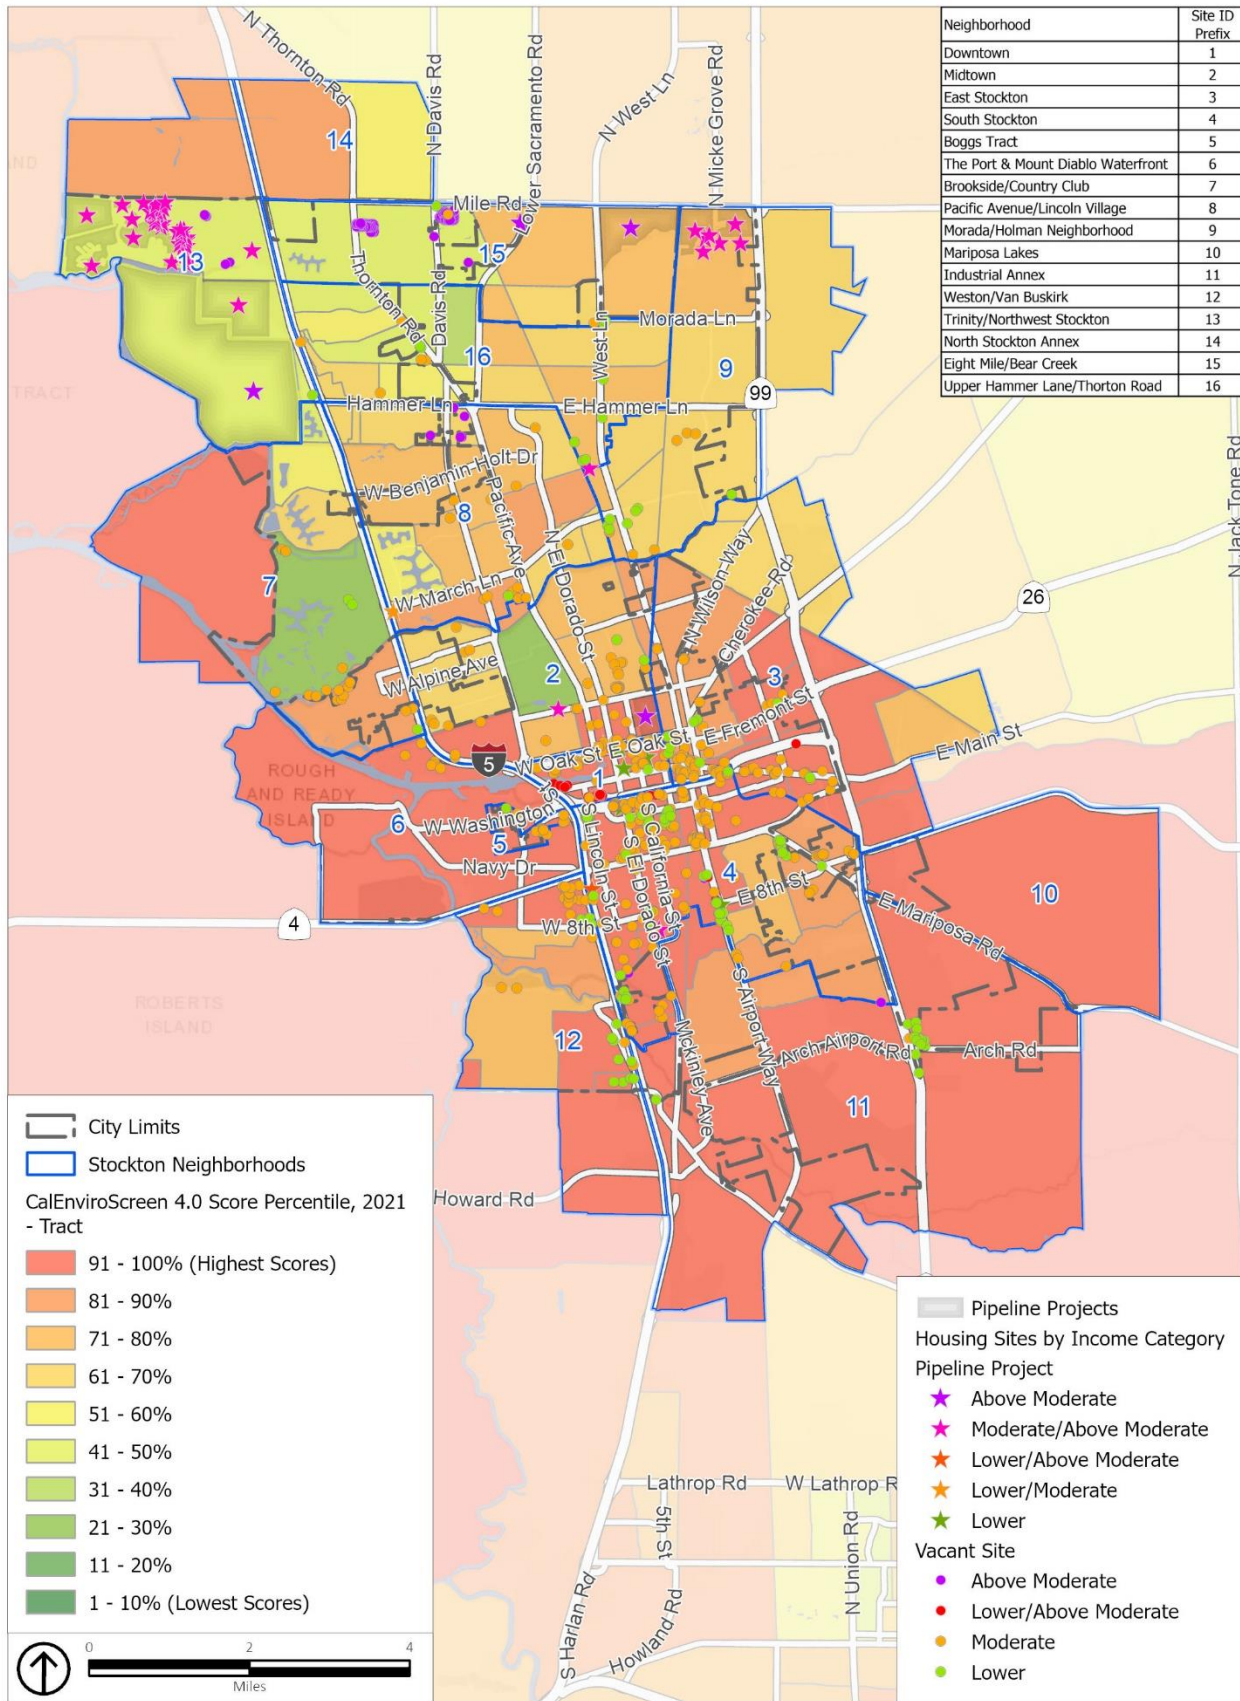 Neighborhood Site ID Prefix
Downtown 1
Midtown 2
East Stockton 3
South Stockton 4
Boggs Tract 5
The Port & Mount Diablo Waterfront 6
Brookside/Country Club 7
Pacific Avenue/Lincoln Village 8
Morada/Holman Neighborhood 9
Mariposa Lakes 10
Industrial Annex 11
Weston/Van Buskirk 12
Trinity/Northwest Stockton 13
North Stockton Annex 14
Eight Mile/Bear Creek 15
Upper Hammer Lane/Thorton Road 16
N Thornton Rd
N Davis Rd
Lower Sacramento Rd
N West Ln
N Micke Grove Rd
14
Mile Rd
13
15
Thornton Rd
Davis Rd
West Ln
Morada Ln
16
9
99
Hammer Ln
E Hammer Ln
TRACT
W Benjamin Holt Dr
8
Pacific Ave
N El Dorado St
N Wilson Way
Cherokee Rd
N Jack Tone Rd
26
7
W March Ln
W Alpine Ave
2
3
E Fremont St
E Main St
W Oak St
E Oak St
5
1
ROUGH
AND READY
ISLAND
6
W Washington St
5
Navy Dr
S Lincoln St
S El Dorado St
S California St
4
E 8th St
10
E Mariposa Rd
4
W 8th St
ROBERTS
ISLAND
12
S Airport Way
Mckinley Ave
Arch Airport Rd
Arch Rd
11
Howard Rd
Lathrop Rd
W Lathrop R
5th St
N Union Rd
S Harlan Rd
Howland Rd
City Limits
Stockton Neighborhoods
CalEnviroScreen 4.0 Score Percentile, 2021
- Tract
91 - 100% (Highest Scores)
81 - 90%
71 - 80%
61 - 70%
51 - 60%
41 - 50%
31 - 40%
21 - 30%
11 - 20%
1 - 10% (Lowest Scores)
0 2 4
Miles
Pipeline Projects
Housing Sites by Income Category
Pipeline Project
Above Moderate
Moderate/Above Moderate
Lower/Above Moderate
Lower/Moderate
Lower
Vacant Site
Above Moderate
Lower/Above Moderate
Moderate
Lower